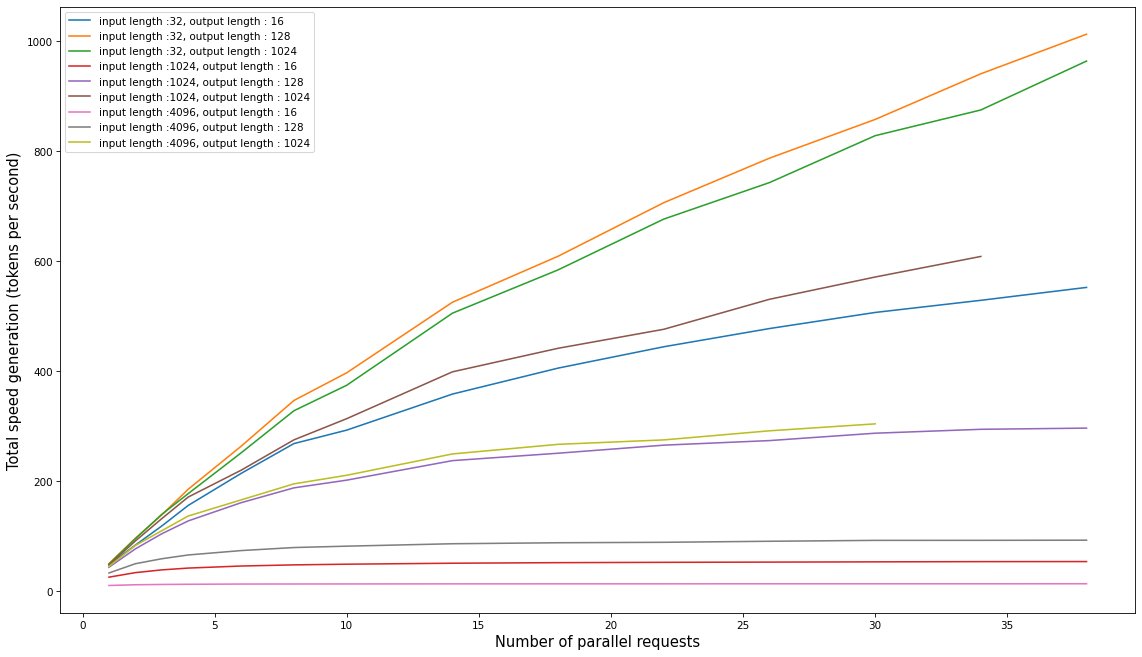 input length :32, output length : 16
input length :32, output length : 128
input length :32, output length : 1024
input length :1024, output length : 16
input length :1024, output length : 128
input length :1024, output length : 1024
input length :4096, output length : 16
input length :4096, output length : 128
input length :4096, output length : 1024
Total speed generation (tokens per second)
1000
800
600
400
200
0
0 5 10 15 20 25 30 35
Number of parallel requests